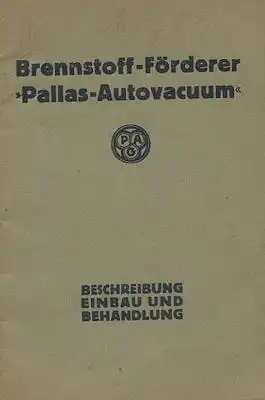 Brennstoff-Förderer
»Pallas-Autovacuum«
P A
G
BESCHREIBUNG
EINBAU UND
BEHANDLUNG